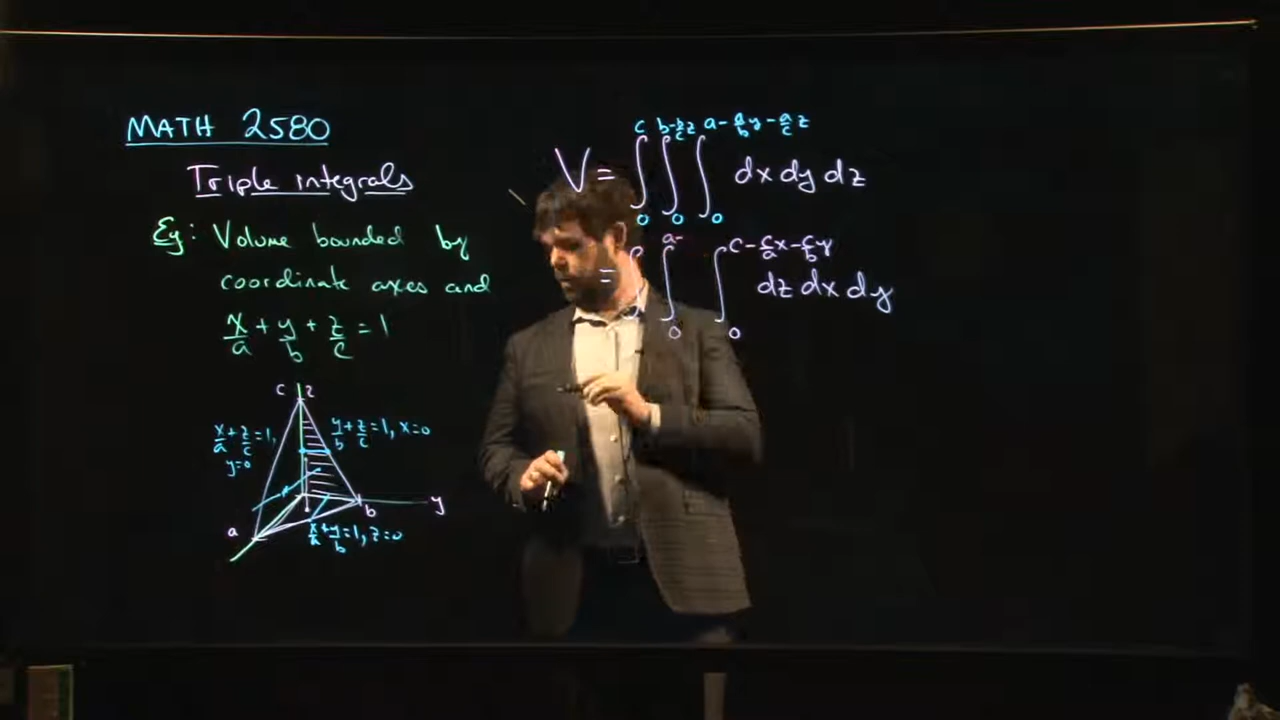 MATH 2580
Triple integrals
Eg: Volume bounded by
coordinate axes and
x/a + y/b + z/c = 1
c z
x/a + z/c = 1,
y=0
y/b + z/c = 1, x=0
a
b
y
x/a + y/b = 1, z=0
V = ∫₀^c ∫₀^(b - b/c z) ∫₀^(a - a/b y - a/c z) dx dy dz
= ∫ ∫₀^(a-) ∫₀^(c - c/a x - c/b y) dz dx dy